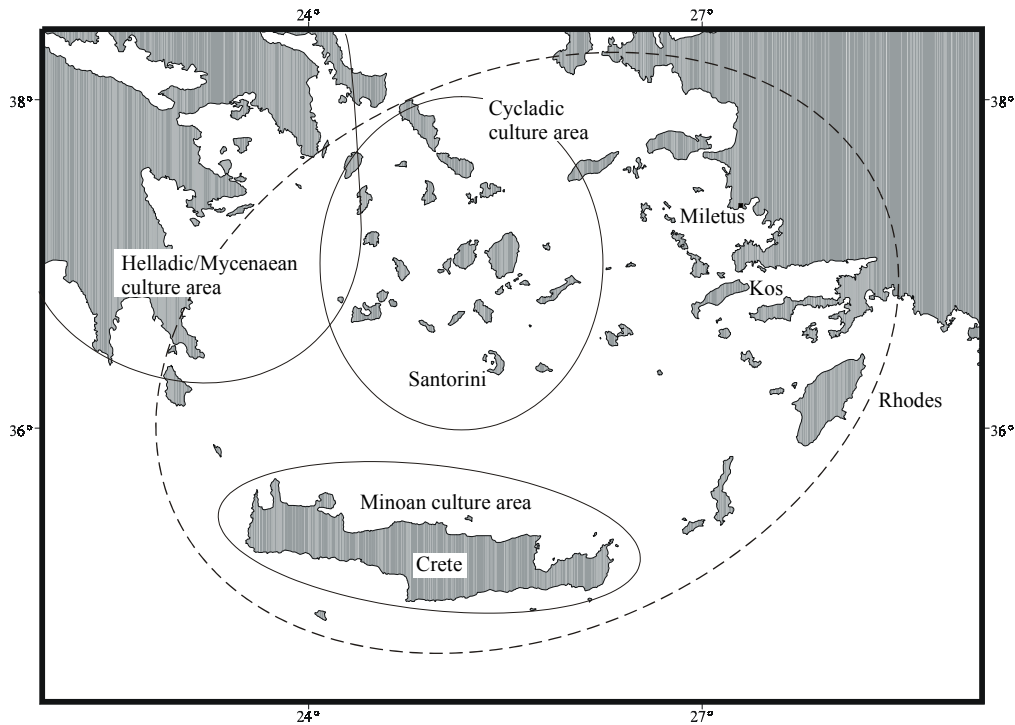 24°
27°
38°
38°
Cycladic
culture area
Miletus
Helladic/Mycenaean
culture area
Kos
Santorini
Rhodes
36°
36°
Minoan culture area
Crete
24°
27°